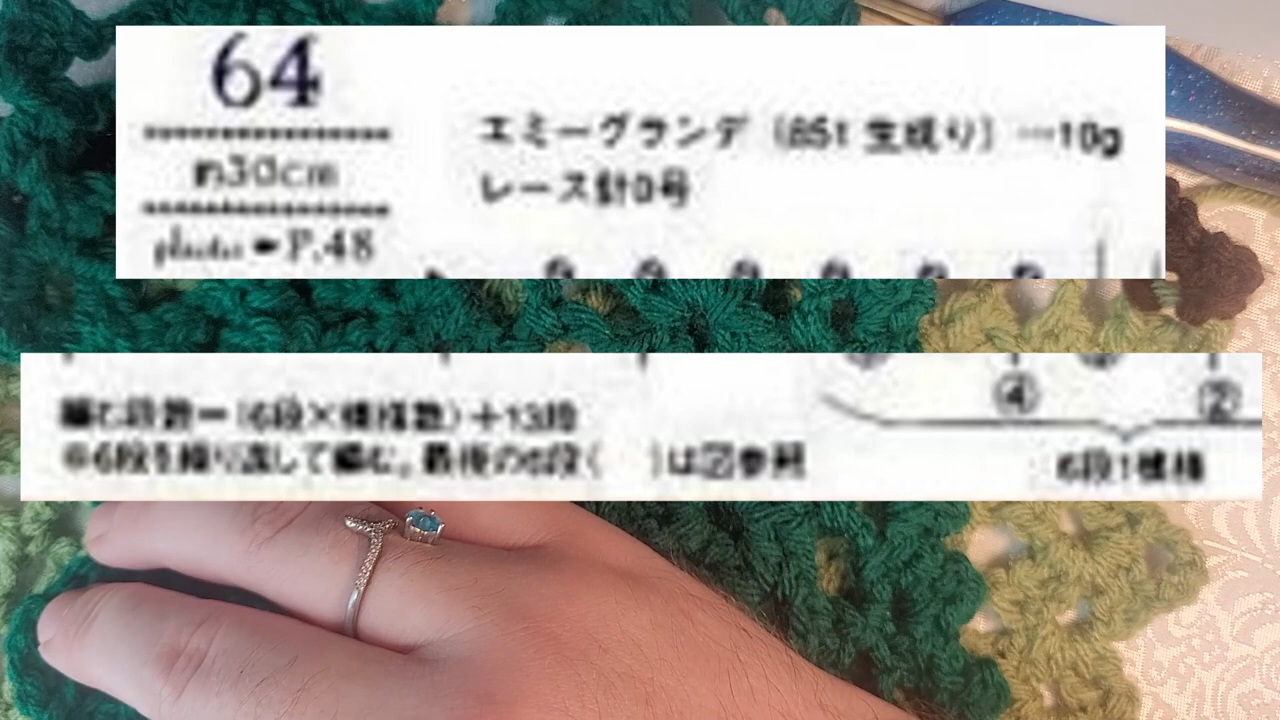 64
エミーグランデ (851 生成り) …10g
m30cm
レース針0号
photo ➨ P.48
編む段数=(6段×模様数)+13段
④
②
※6段を繰り返して編む。最後の6段( )は図参照
6段1模様